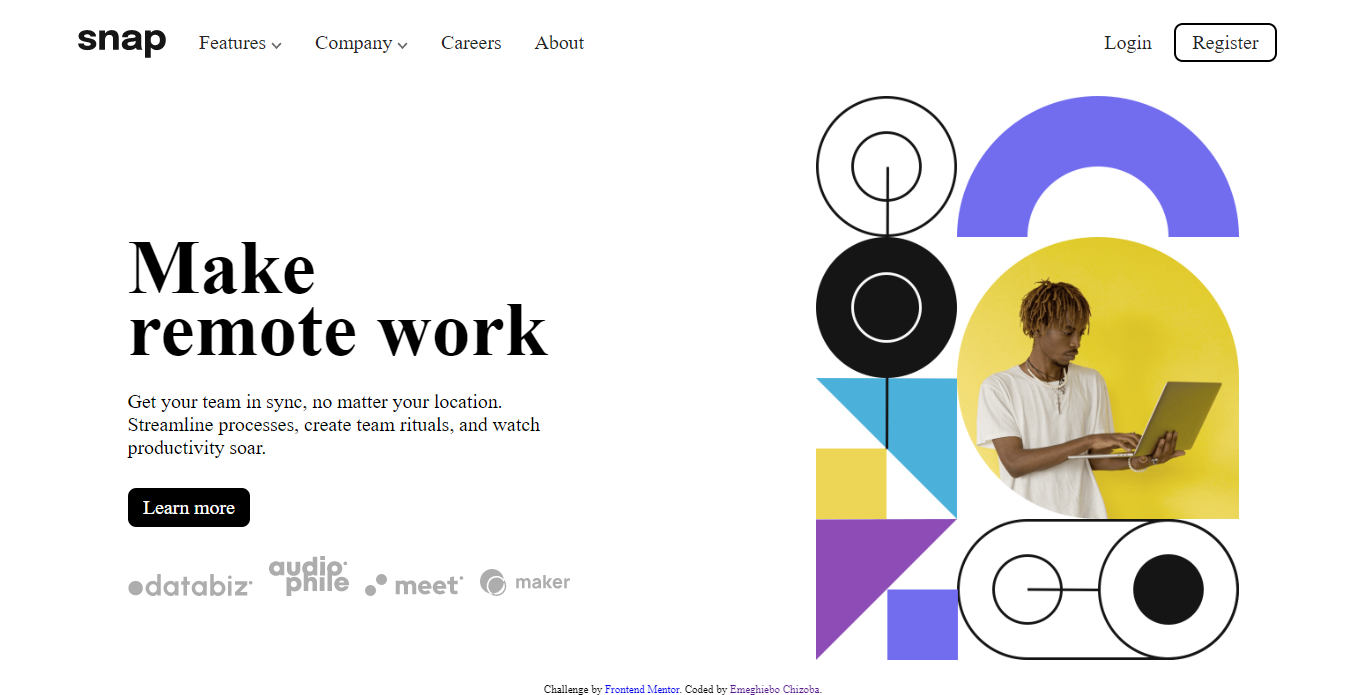 snap Features Company Careers About Login Register
Make
remote work
Get your team in sync, no matter your location.
Streamline processes, create team rituals, and watch
productivity soar.
Learn more
databiz audiophile meet maker
Challenge by Frontend Mentor. Coded by Emeghiebo Chizoba.